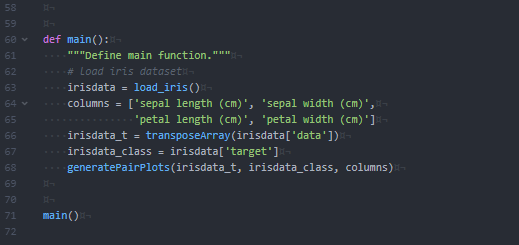 58 ¤¬
59 ¤¬
60 def main():¤¬
61 ····"""Define main function."""¤¬
62 ····# load iris dataset¤¬
63 ····irisdata = load_iris()¤¬
64 ····columns = ['sepal length (cm)', 'sepal width (cm)',¤¬
65 ···············'petal length (cm)', 'petal width (cm)']¤¬
66 ····irisdata_t = transposeArray(irisdata['data'])¤¬
67 ····irisdata_class = irisdata['target']¤¬
68 ····generatePairPlots(irisdata_t, irisdata_class, columns)¤¬
69 ¤¬
70 ¤¬
71 main()¤¬
72